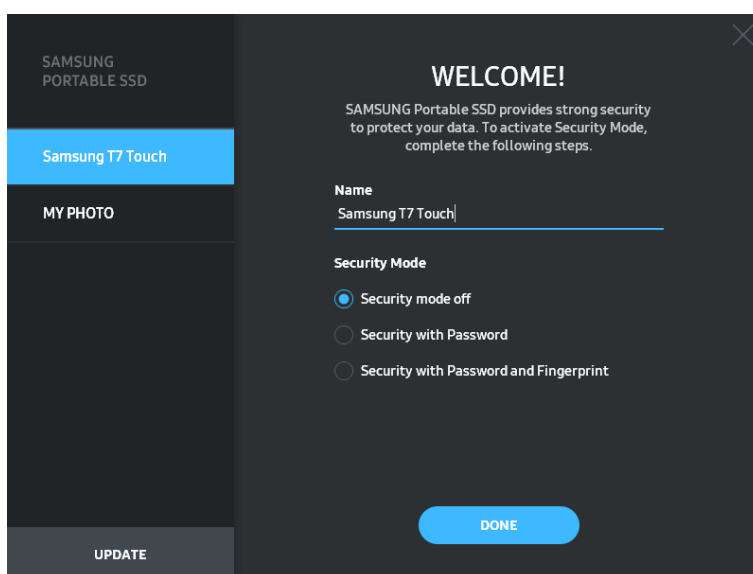 SAMSUNG
PORTABLE SSD
Samsung T7 Touch
MY PHOTO
UPDATE
WELCOME!
SAMSUNG Portable SSD provides strong security
to protect your data. To activate Security Mode,
complete the following steps.
Name
Samsung T7 Touch
Security Mode
Security mode off
Security with Password
Security with Password and Fingerprint
DONE